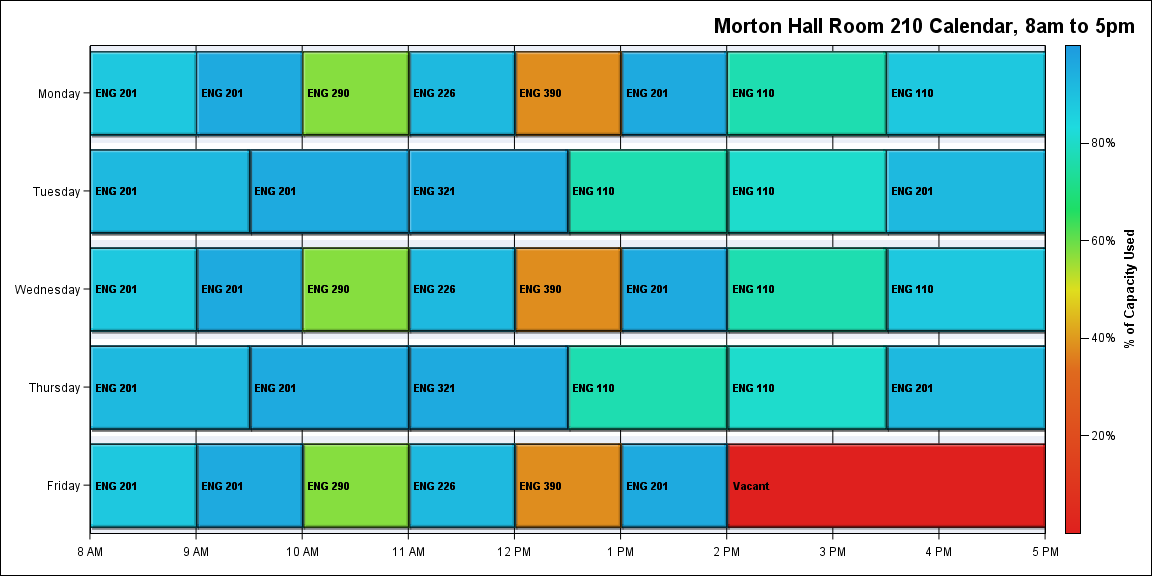 Morton Hall Room 210 Calendar, 8am to 5pm
Monday
ENG 201
ENG 201
ENG 290
ENG 226
ENG 390
ENG 201
ENG 110
ENG 110
Tuesday
ENG 201
ENG 201
ENG 321
ENG 110
ENG 110
ENG 201
Wednesday
ENG 201
ENG 201
ENG 290
ENG 226
ENG 390
ENG 201
ENG 110
ENG 110
Thursday
ENG 201
ENG 201
ENG 321
ENG 110
ENG 110
ENG 201
Friday
ENG 201
ENG 201
ENG 290
ENG 226
ENG 390
ENG 201
Vacant
8 AM
9 AM
10 AM
11 AM
12 PM
1 PM
2 PM
3 PM
4 PM
5 PM
80%
60%
40%
20%
% of Capacity Used